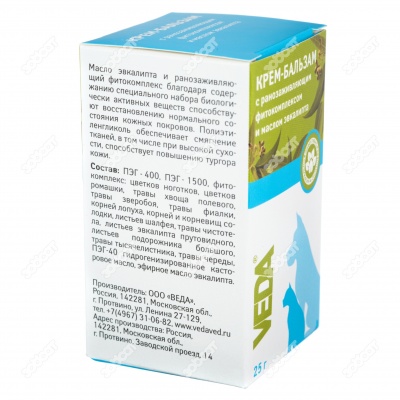 КРЕМ-БАЛЬЗАМ
Масло эвкалипта и ранозаживляю-
щий фитокомплекс благодаря содер-
жанию специального набора биологи-
чески активных веществ способству-
ют восстановлению нормального со-
стояния кожных покровов. Полиэти-
ленгликоль обеспечивает смягчение
тканей, в том числе при высокой сухо-
сти, способствует повышению тургора
кожи.
Состав: ПЭГ-400, ПЭГ-1500, фито-
комплекс: цветков ноготков, цветков
ромашки, травы хвоща полевого,
травы зверобоя, травы фиалки,
корней лопуха, корней и корневищ со-
лодки, листьев шалфея, травы чистоте-
ла, листьев эвкалипта прутовидного,
листьев подорожника большого,
травы тысячелистника, травы череды,
ПЭГ-40 гидрогенизированное касто-
ровое масло, эфирное масло эвкалипта.
Производитель: ООО «ВЕДА»,
Россия, 142281, Московская обл.,
г. Протвино, ул. Ленина 27-129,
тел. +7(4967) 31-06-82, www.vedaved.ru
Адрес производства: Россия,
142281, Московская обл.,
г. Протвино, Заводской проезд, 14
КРЕМ-БАЛЬЗАМ
с ранозаживляющим
фитокомплексом
и маслом эвкалипта
VEDA®
25 г